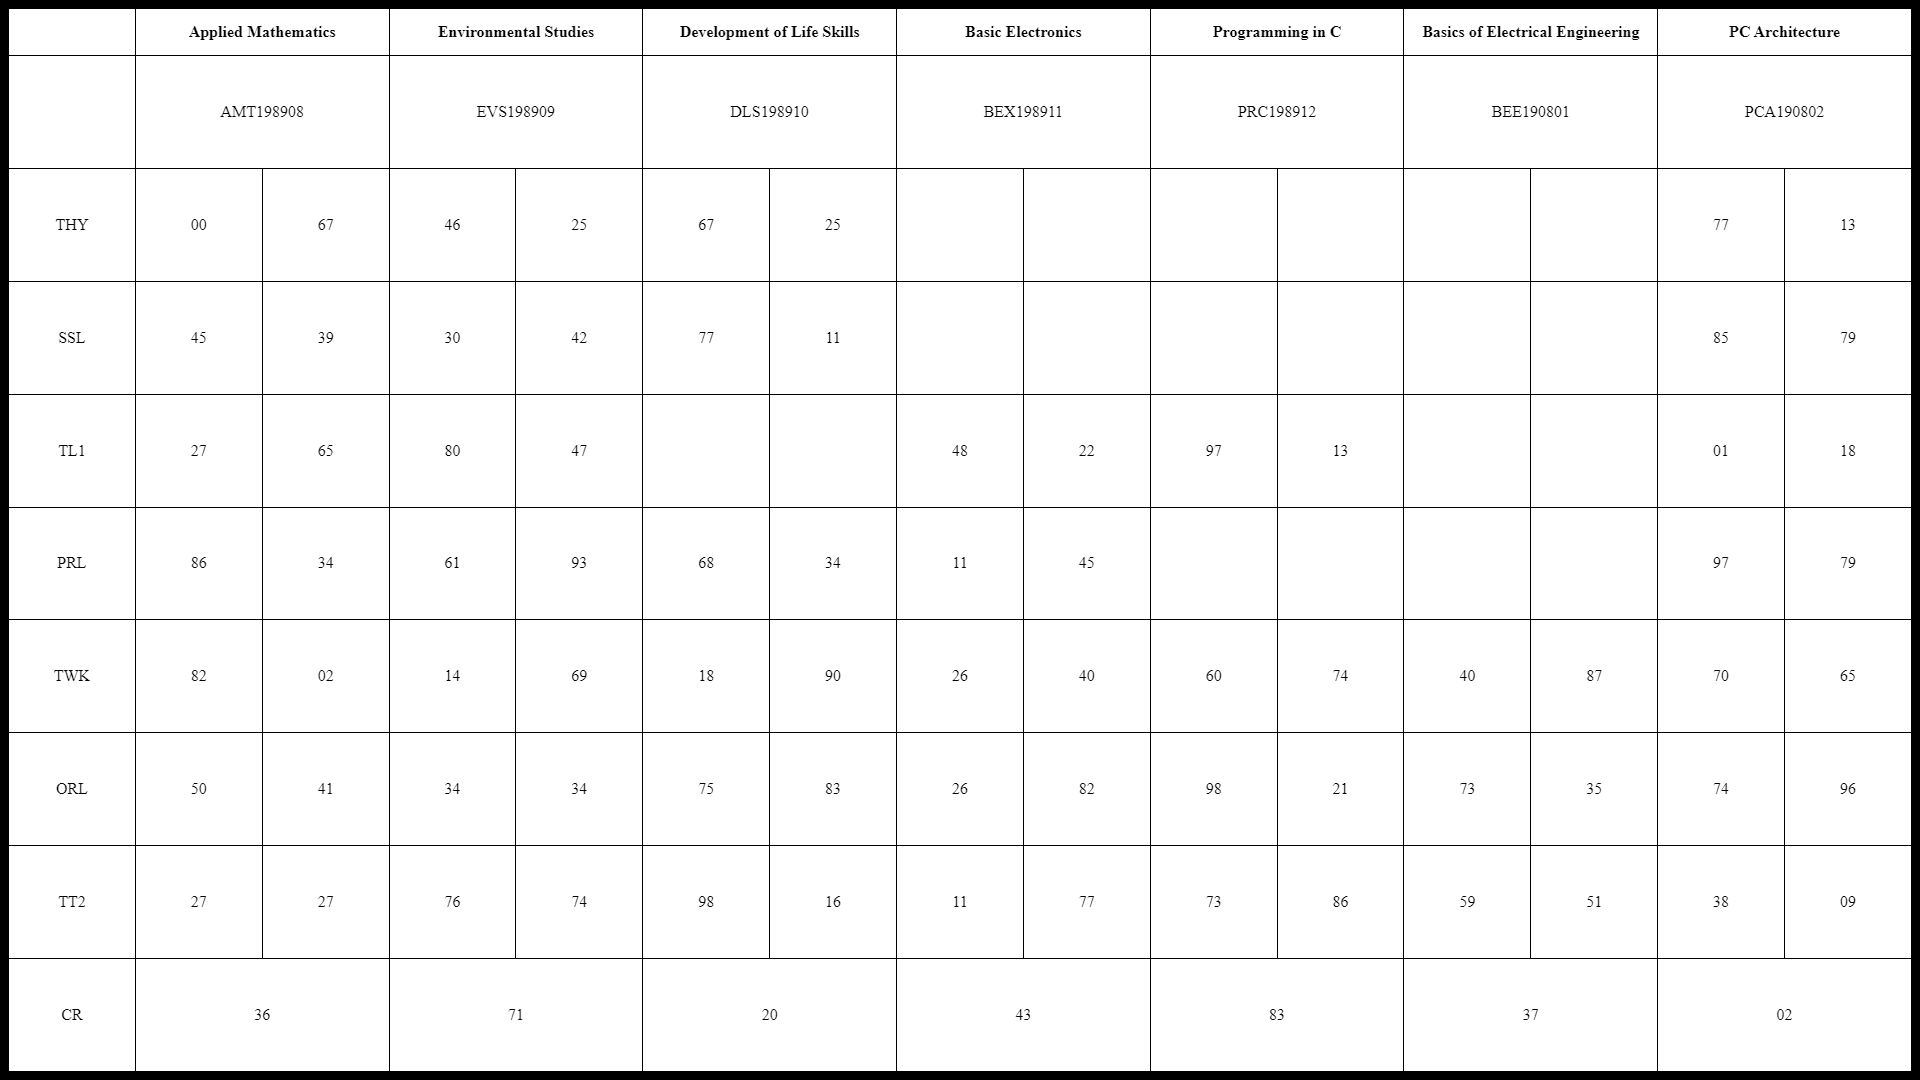 Applied Mathematics Environmental Studies Development of Life Skills Basic Electronics Programming in C Basics of Electrical Engineering PC Architecture
AMT198908 EVS198909 DLS198910 BEX198911 PRC198912 BEE190801 PCA190802
THY 00 67 46 25 67 25 77 13
SSL 45 39 30 42 77 11 85 79
TL1 27 65 80 47 48 22 97 13 01 18
PRL 86 34 61 93 68 34 11 45 97 79
TWK 82 02 14 69 18 90 26 40 60 74 40 87 70 65
ORL 50 41 34 34 75 83 26 82 98 21 73 35 74 96
TT2 27 27 76 74 98 16 11 77 73 86 59 51 38 09
CR 36 71 20 43 83 37 02